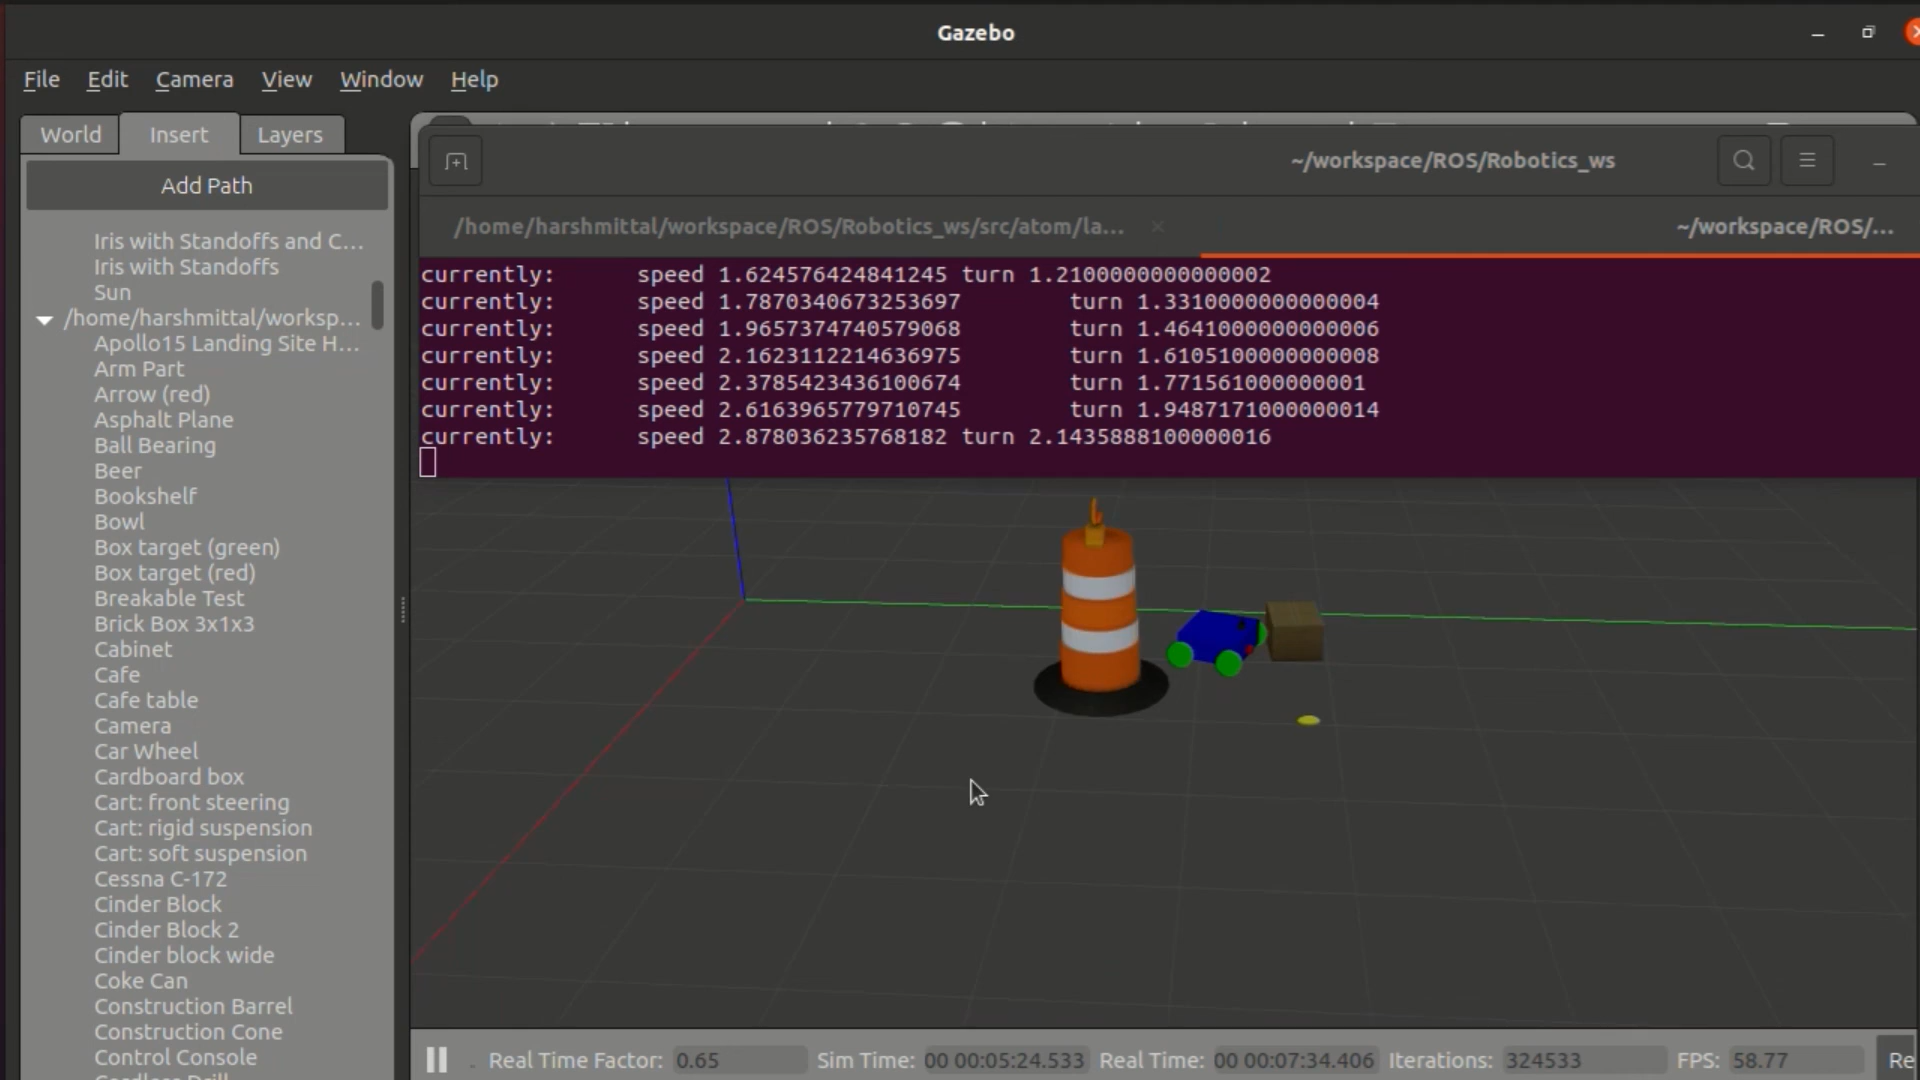 Gazebo
File Edit Camera View Window Help
World Insert Layers
Add Path
Iris with Standoffs and C...
Iris with Standoffs
Sun
/home/harshmittal/worksp...
Apollo15 Landing Site H...
Arm Part
Arrow (red)
Asphalt Plane
Ball Bearing
Beer
Bookshelf
Bowl
Box target (green)
Box target (red)
Breakable Test
Brick Box 3x1x3
Cabinet
Cafe
Cafe table
Camera
Car Wheel
Cardboard box
Cart: front steering
Cart: rigid suspension
Cart: soft suspension
Cessna C-172
Cinder Block
Cinder Block 2
Cinder block wide
Coke Can
Construction Barrel
Construction Cone
Control Console
~/workspace/ROS/Robotics_ws
/home/harshmittal/workspace/ROS/Robotics_ws/src/atom/la... ~/workspace/ROS/...
currently: speed 1.624576424841245 turn 1.2100000000000002
currently: speed 1.7870340673253697 turn 1.3310000000000004
currently: speed 1.9657374740579068 turn 1.4641000000000006
currently: speed 2.1623112214636975 turn 1.6105100000000008
currently: speed 2.3785423436100674 turn 1.771561000000001
currently: speed 2.6163965779710745 turn 1.9487171000000014
currently: speed 2.878036235768182 turn 2.1435888100000016
Real Time Factor: 0.65 Sim Time: 00 00:05:24.533 Real Time: 00 00:07:34.406 Iterations: 324533 FPS: 58.77 Re